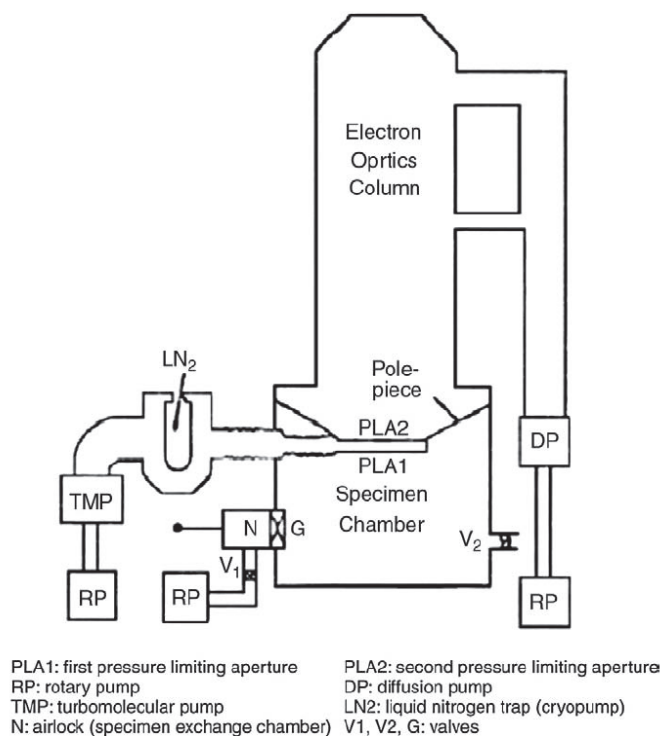 Electron
Oprtics
Column
LN2
Pole-
piece
PLA2
DP
PLA1
TMP
Specimen
Chamber
N
G
V2
V1
RP
RP
RP
PLA1: first pressure limiting aperture
PLA2: second pressure limiting aperture
RP: rotary pump
DP: diffusion pump
TMP: turbomolecular pump
LN2: liquid nitrogen trap (cryopump)
N: airlock (specimen exchange chamber)
V1, V2, G: valves